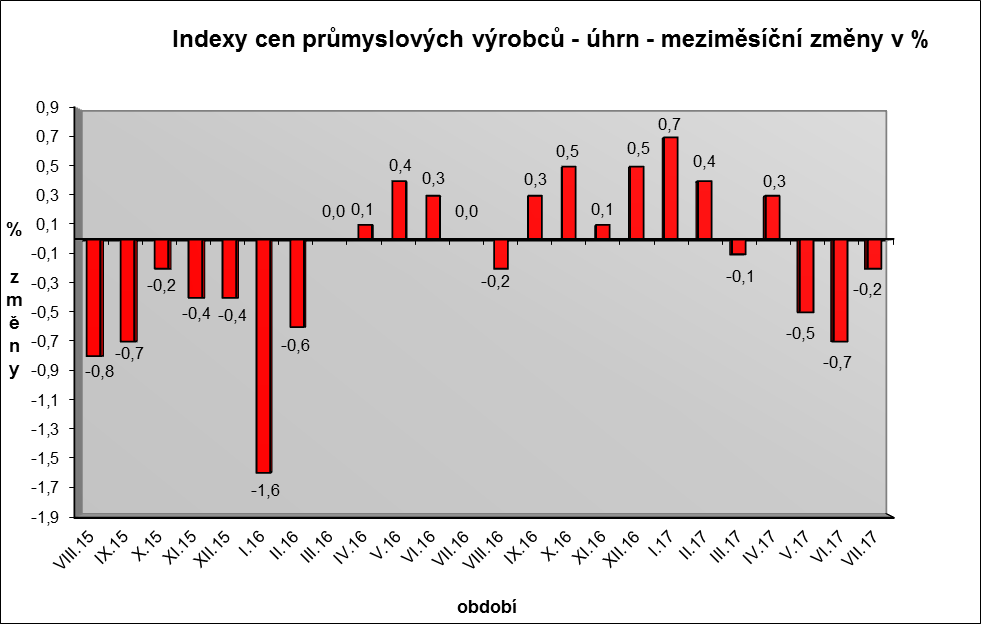 Indexy cen průmyslových výrobců - úhrn - meziměsíční změny v %
0,9
0,7
0,5
0,3
0,1
-0,1
-0,3
-0,5
-0,7
-0,9
-1,1
-1,3
-1,5
-1,7
-1,9
%
z
m
ě
n
y
-0,8
-0,7
-0,2
-0,4
-0,4
-1,6
-0,6
0,0
0,1
0,4
0,3
0,0
-0,2
0,3
0,5
0,1
0,5
0,7
0,4
-0,1
0,3
-0,5
-0,7
-0,2
VIII.15
IX.15
X.15
XI.15
XII.15
I.16
II.16
III.16
IV.16
V.16
VI.16
VII.16
VIII.16
IX.16
X.16
XI.16
XII.16
I.17
II.17
III.17
IV.17
V.17
VI.17
VII.17
období